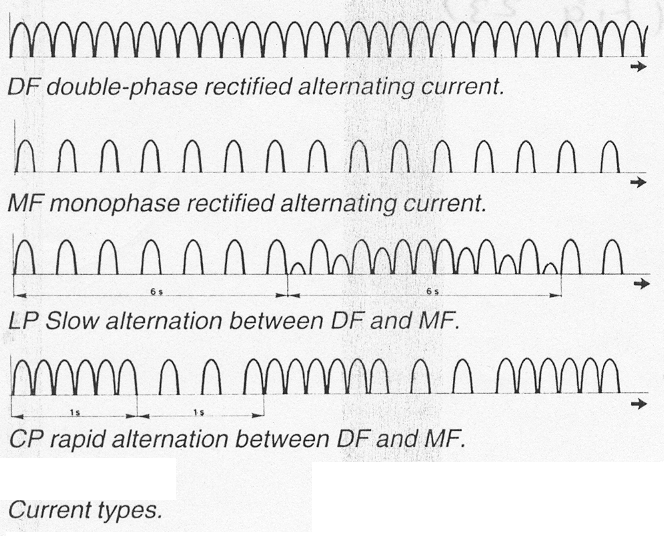 DF double-phase rectified alternating current.
MF monophase rectified alternating current.
6 s 6 s
LP Slow alternation between DF and MF.
1 s 1 s
CP rapid alternation between DF and MF.
Current types.